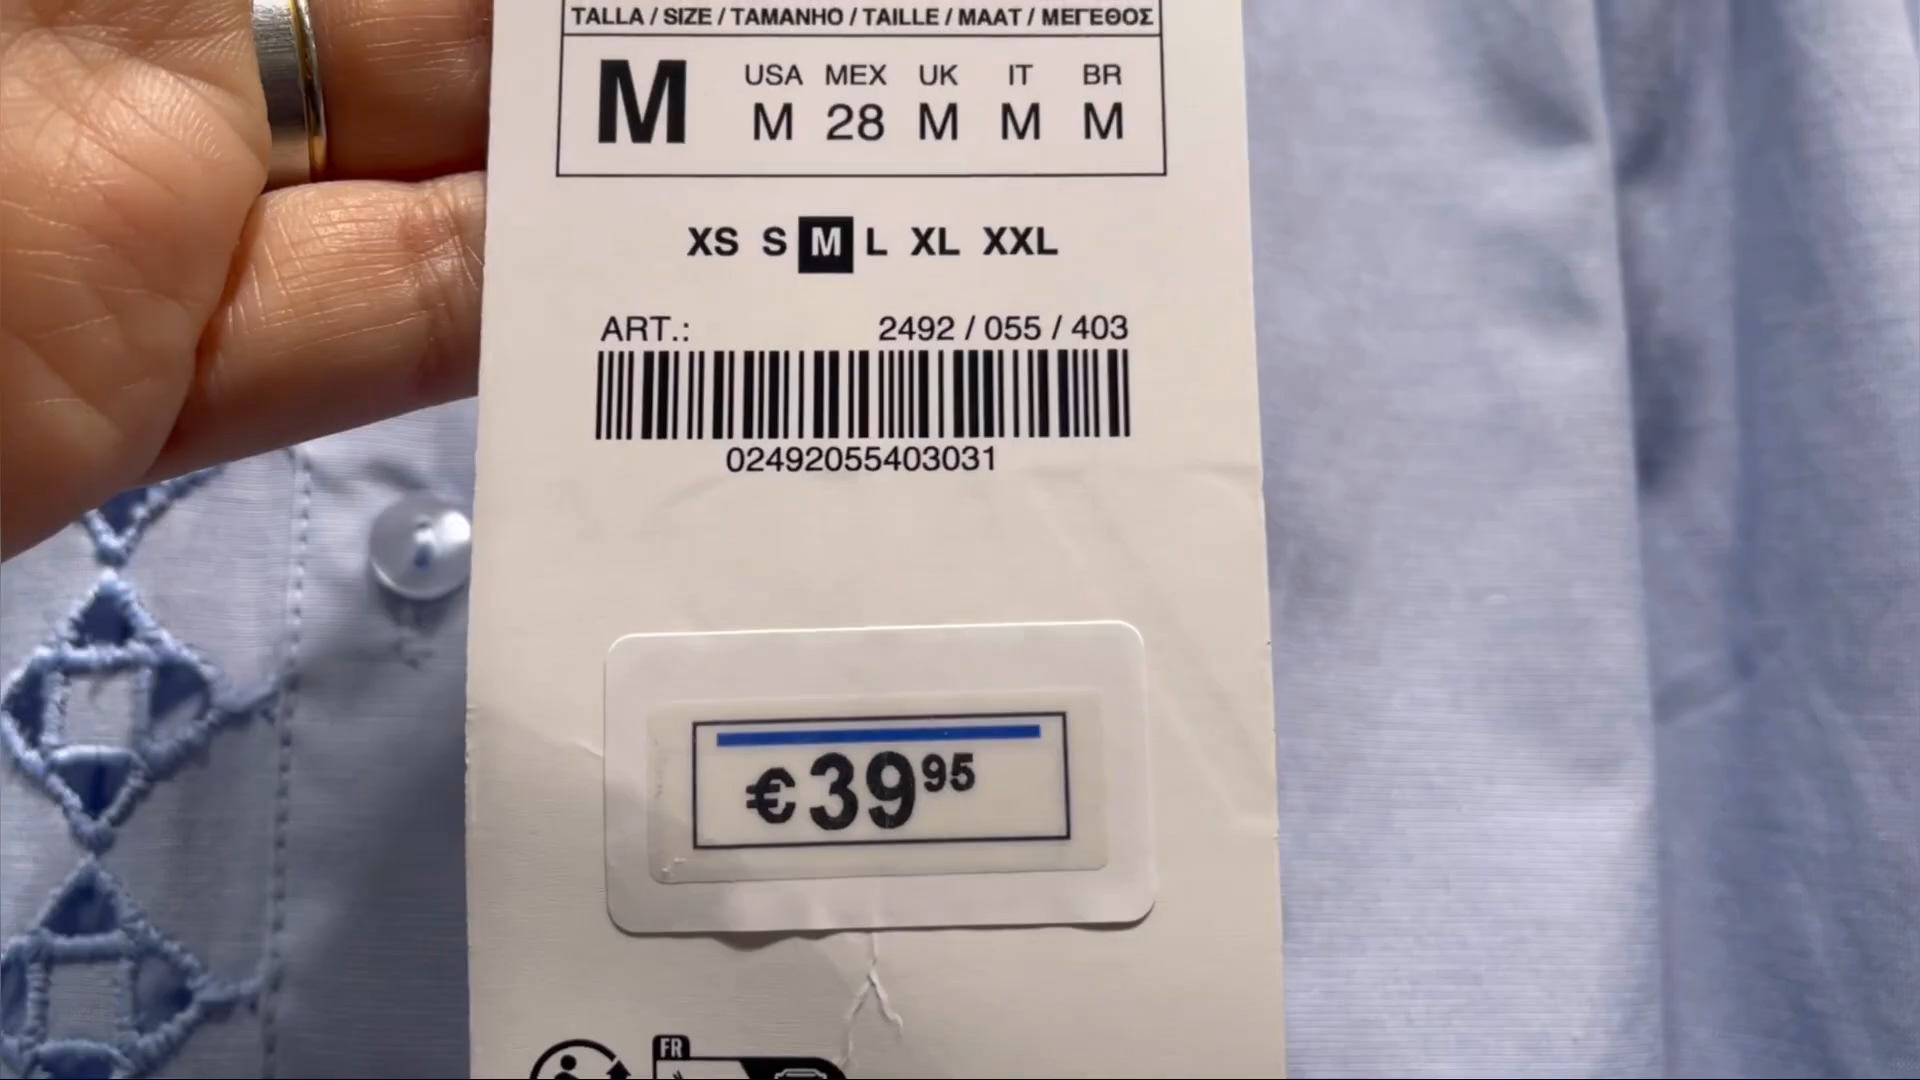 TALLA / SIZE / TAMANHO / TAILLE / MAAT / ΜΕΓΕΘΟΣ
M
USA MEX UK IT BR
M 28 M M M
XS S M L XL XXL
ART.: 2492 / 055 / 403
02492055403031
€3995
FR